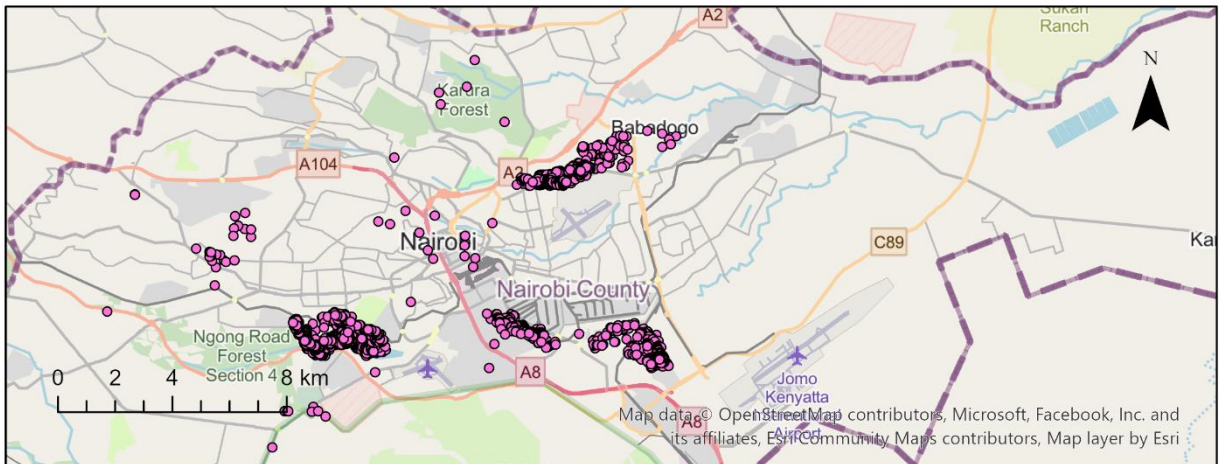 A2
Sukari
Ranch
N
Karura
Forest
Babadogo
A104
A2
Nairobi
C89
Nairobi County
Ngong Road
Forest
Section 4
0 2 4 8 km
A8
Jomo
Kenyatta
Airport
A8
Map data © OpenStreetMap contributors, Microsoft, Facebook, Inc. and
its affiliates, Esri Community Maps contributors, Map layer by Esri